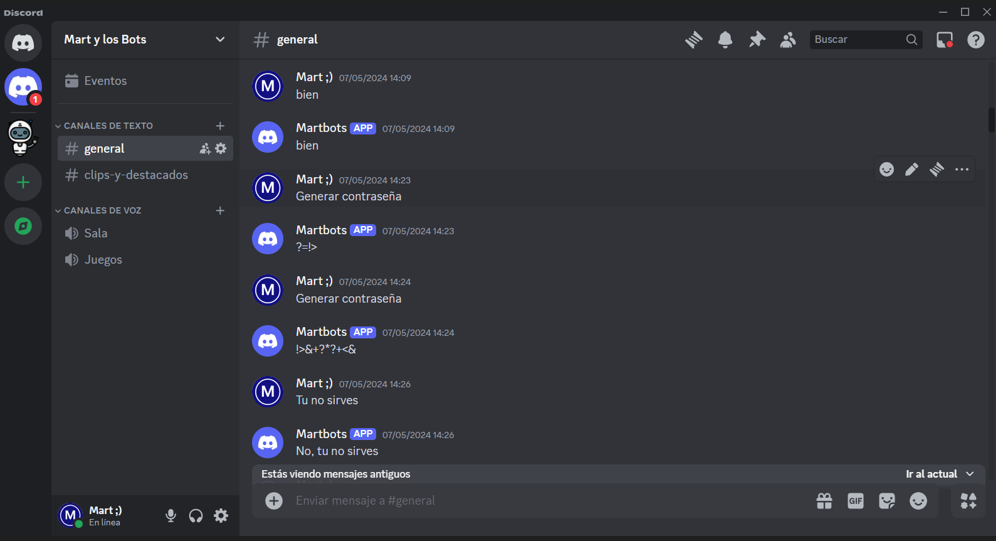 Discord
Mart y los Bots
general
Buscar
Eventos
1
CANALES DE TEXTO
general
clips-y-destacados
CANALES DE VOZ
Sala
Juegos
M
Mart ;) 07/05/2024 14:09
bien
Martbots APP 07/05/2024 14:09
bien
M
Mart ;) 07/05/2024 14:23
Generar contraseña
Martbots APP 07/05/2024 14:23
?=!>
M
Mart ;) 07/05/2024 14:24
Generar contraseña
Martbots APP 07/05/2024 14:24
!>&+?*?+<&
M
Mart ;) 07/05/2024 14:26
Tu no sirves
Martbots APP 07/05/2024 14:26
No, tu no sirves
Estás viendo mensajes antiguos
Ir al actual
Enviar mensaje a #general
GIF
M
Mart ;)
En línea